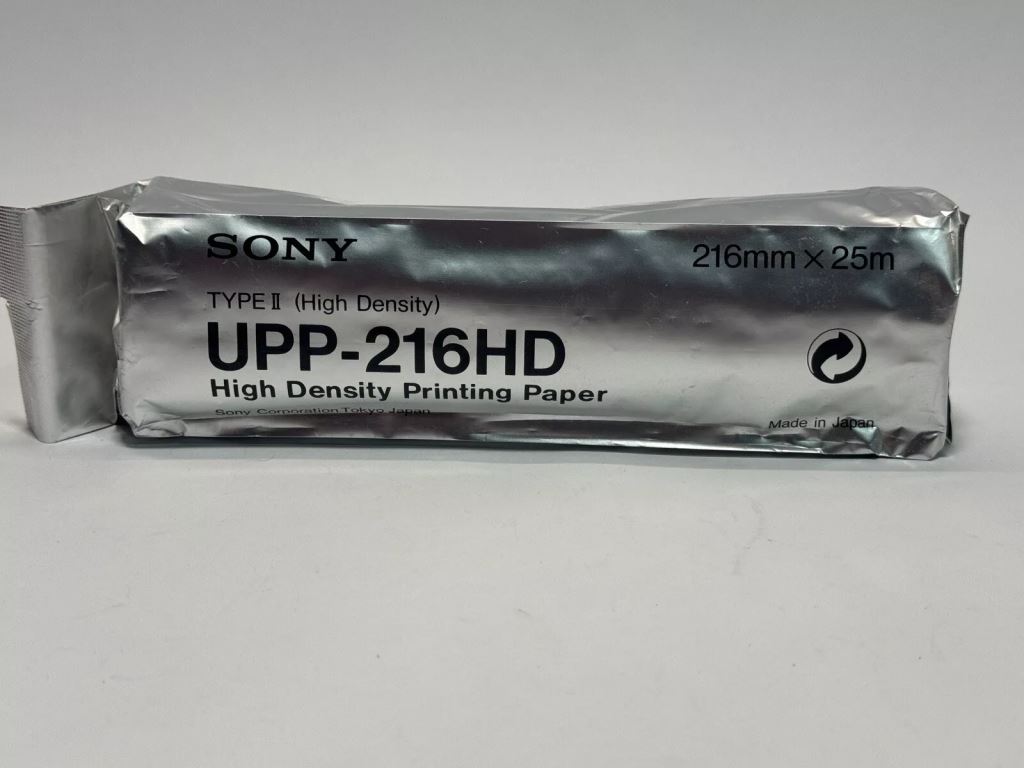 SONY
216mm × 25m
TYPE Ⅱ (High Density)
UPP-216HD
High Density Printing Paper
Sony Corporation Tokyo Japan
Made in Japan